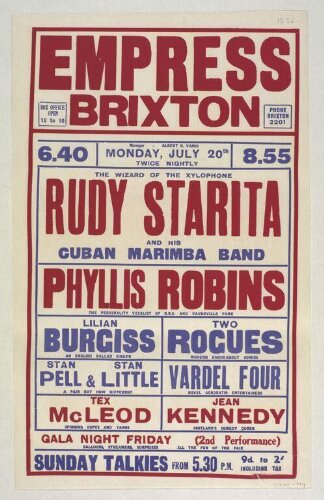 1936
EMPRESS
BRIXTON
BOX OFFICE
OPEN
10 to 10
PHONE
BRIXTON
2201
Manager
6.40
MONDAY, JULY 20th
8.55
TWICE NIGHTLY
THE WIZARD OF THE XYLOPHONE
RUDY STARITA
AND HIS
CUBAN MARIMBA BAND
PHYLLIS ROBINS
THE PERSONALITY VOCALIST OF B.B.C. AND VAUDEVILLE FAME
LILIAN
BURGISS
AN ENGLISH BALLAD SINGER
TWO
ROGUES
MODERN KNOCKABOUT COMICS
STAN STAN
PELL & LITTLE
A PAIR BUT HOW DIFFERENT
VARDEL FOUR
NOVEL ACROBATIC ENTERTAINERS
TEX
McLEOD
SPINNING ROPES AND YARNS
JEAN
KENNEDY
SCOTLAND'S COMEDY QUEEN
GALA NIGHT FRIDAY (2nd Performance)
BALLOONS, STREAMERS, SURPRISES ALL THE FUN OF THE FAIR
SUNDAY TALKIES FROM 5.30 P.M. 9d. to 2/-
INCLUDING TAX